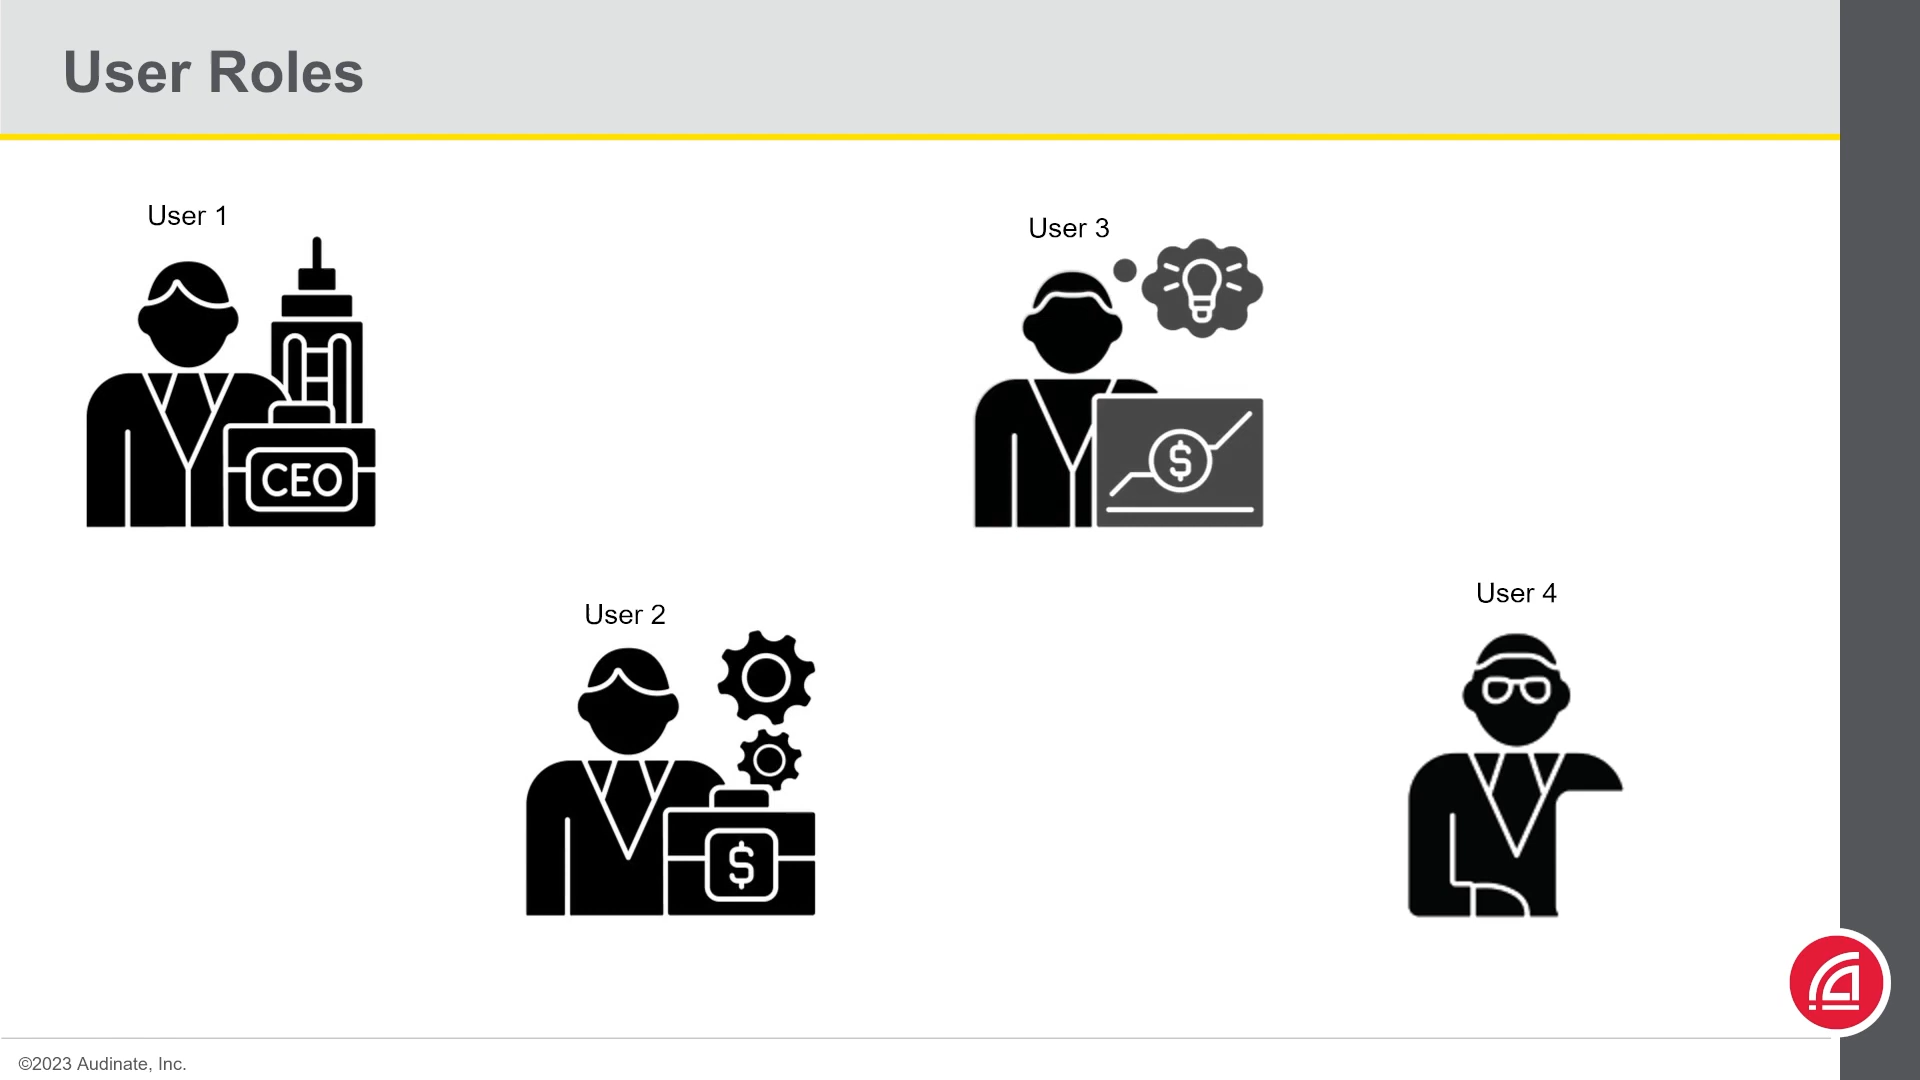 User Roles
User 1
User 3
CEO
$
User 4
User 2
$
©2023 Audinate, Inc.